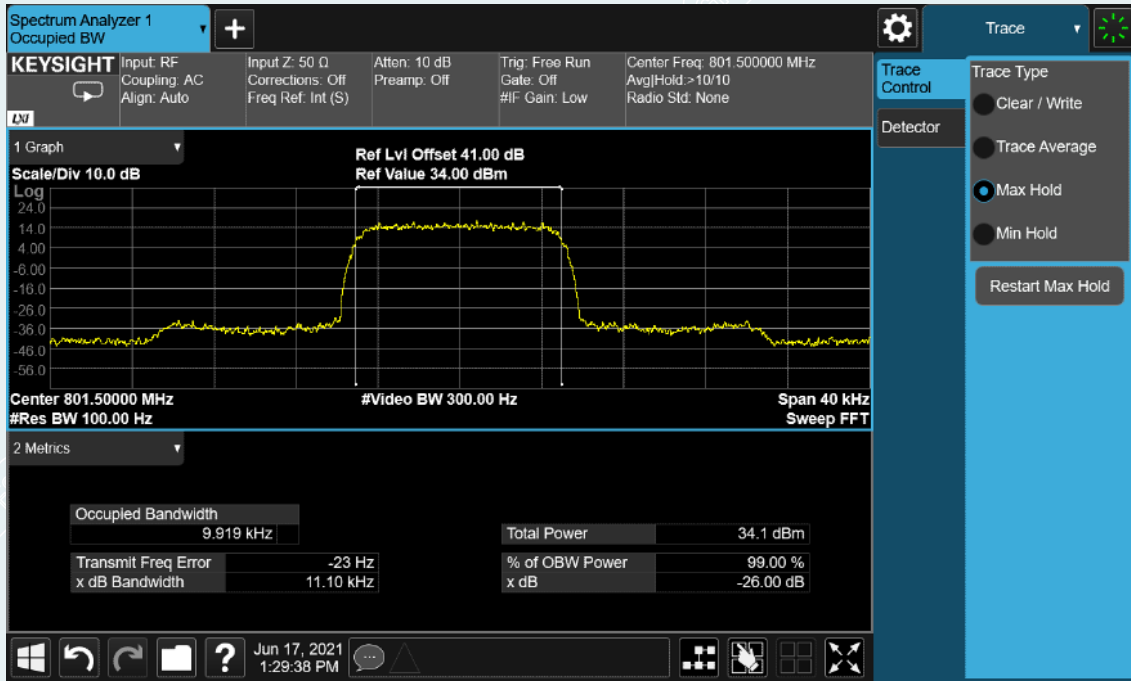 Spectrum Analyzer 1
Occupied BW
+
Trace
KEYSIGHT
LXI
Input: RF
Coupling: AC
Align: Auto
Input Z: 50 Ω
Corrections: Off
Freq Ref: Int (S)
Atten: 10 dB
Preamp: Off
Trig: Free Run
Gate: Off
#IF Gain: Low
Center Freq: 801.500000 MHz
Avg|Hold:>10/10
Radio Std: None
Trace
Control
Detector
Trace Type
Clear / Write
Trace Average
Max Hold
Min Hold
Restart Max Hold
1 Graph
Scale/Div 10.0 dB
Ref Lvl Offset 41.00 dB
Ref Value 34.00 dBm
Log
24.0
14.0
4.00
-6.00
-16.0
-26.0
-36.0
-46.0
-56.0
Center 801.50000 MHz
#Res BW 100.00 Hz
#Video BW 300.00 Hz
Span 40 kHz
Sweep FFT
2 Metrics
Occupied Bandwidth
9.919 kHz
Total Power 34.1 dBm
Transmit Freq Error -23 Hz
% of OBW Power 99.00 %
x dB Bandwidth 11.10 kHz
x dB -26.00 dB
?
Jun 17, 2021
1:29:38 PM